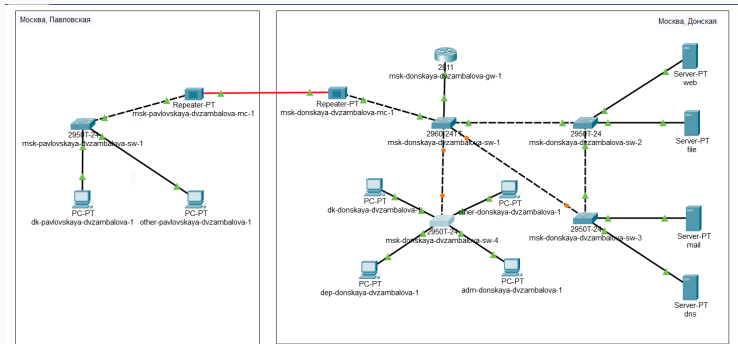 Москва, Павловская
Москва, Донская
2811
msk-donskaya-dvzambalova-gw-1
Server-PT
web
Repeater-PT
msk-pavlovskaya-dvzambalova-mc-1
Repeater-PT
msk-donskaya-dvzambalova-mc-1
2950T-24
msk-pavlovskaya-dvzambalova-sw-1
2960-24T
msk-donskaya-dvzambalova-sw-1
2950T-24
msk-donskaya-dvzambalova-sw-2
Server-PT
file
PC-PT
dk-pavlovskaya-dvzambalova-1
PC-PT
other-pavlovskaya-dvzambalova-1
PC-PT
dk-donskaya-dvzambalova-1
PC-PT
other-donskaya-dvzambalova-1
2950T-24
msk-donskaya-dvzambalova-sw-4
2950T-24
msk-donskaya-dvzambalova-sw-3
Server-PT
mail
PC-PT
dep-donskaya-dvzambalova-1
PC-PT
adm-donskaya-dvzambalova-1
Server-PT
dns